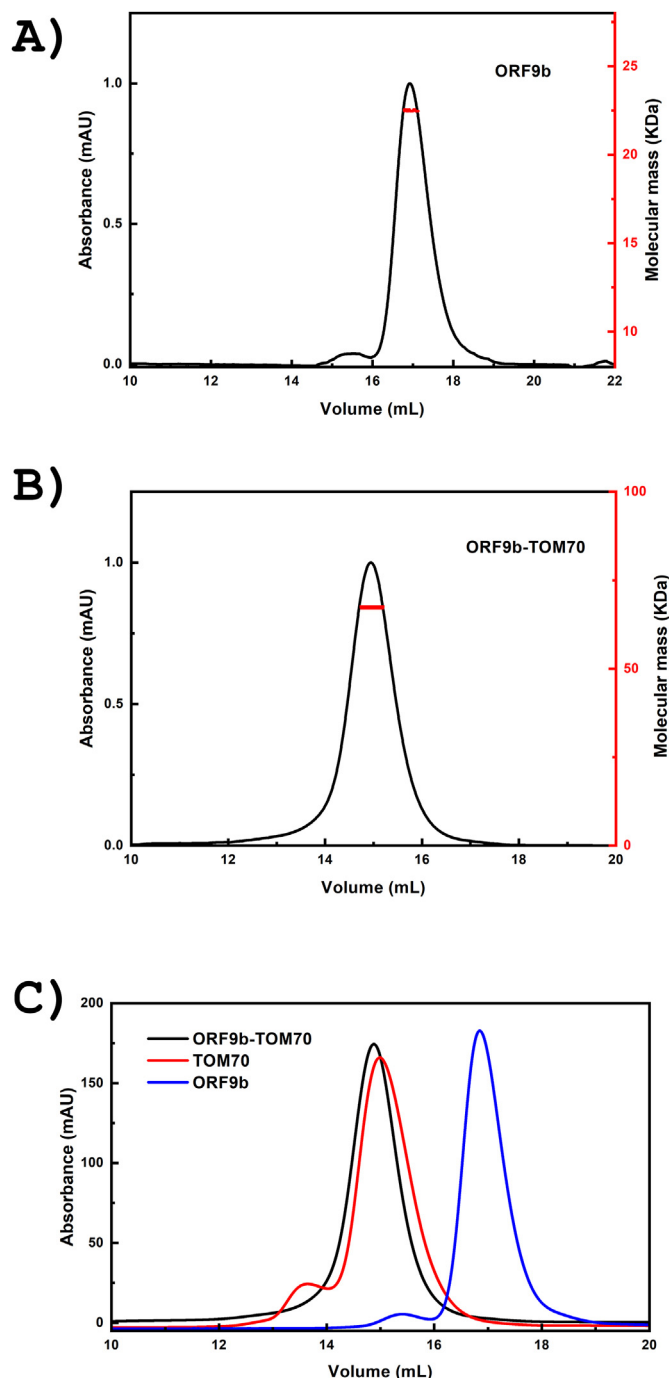 A)
ORF9b
Absorbance (mAU)
1.0
0.5
0.0
25
23
17
13
10
Molecular mass (KDa)
10 12 14 16 18 20 22
Volume (mL)
B)
ORF9b-TOM70
Absorbance (mAU)
1.0
0.5
0.0
100
50
0
Molecular mass (KDa)
10 12 14 16 18 20
Volume (mL)
C)
ORF9b-TOM70
TOM70
ORF9b
Absorbance (mAU)
200
150
100
50
0
10 12 14 16 18 20
Volume (mL)